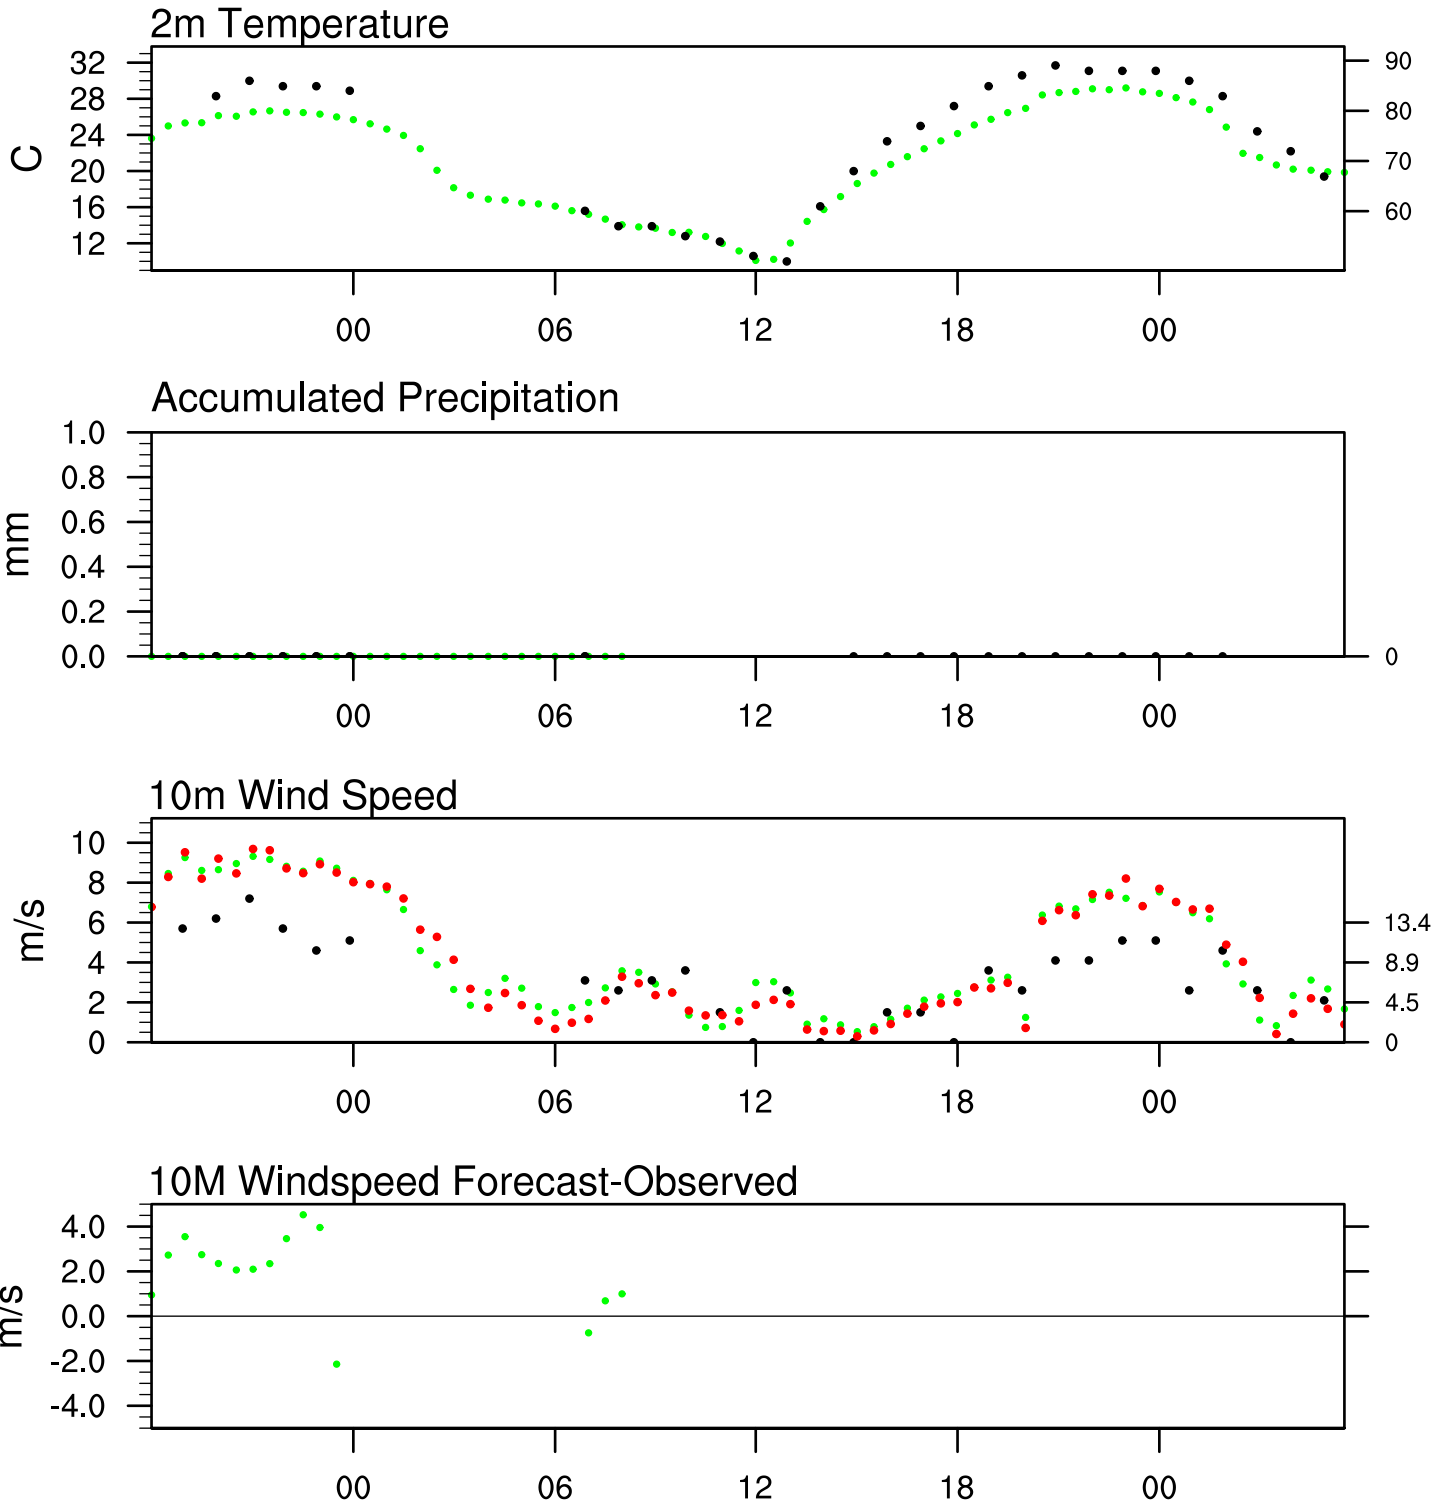 2m Temperature
32
28
24
20
16
12
C
90
80
70
60
00 06 12 18 00
Accumulated Precipitation
1.0
0.8
0.6
0.4
0.2
0.0
mm
0
00 06 12 18 00
10m Wind Speed
10
8
6
4
2
0
m/s
13.4
8.9
4.5
0
00 06 12 18 00
10M Windspeed Forecast-Observed
4.0
2.0
0.0
-2.0
-4.0
m/s
00 06 12 18 00